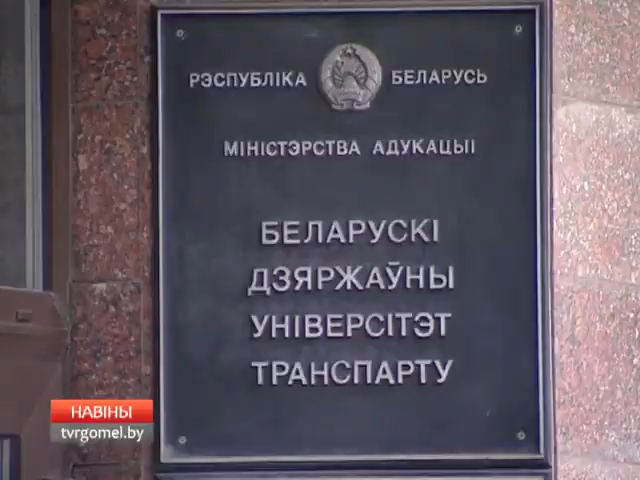 РЭСПУБЛІКА БЕЛАРУСЬ
МІНІСТЭРСТВА АДУКАЦЫІ
БЕЛАРУСКІ
ДЗЯРЖАЎНЫ
УНІВЕРСІТЭТ
ТРАНСПАРТУ
НАВІНЫ
tvrgomel.by